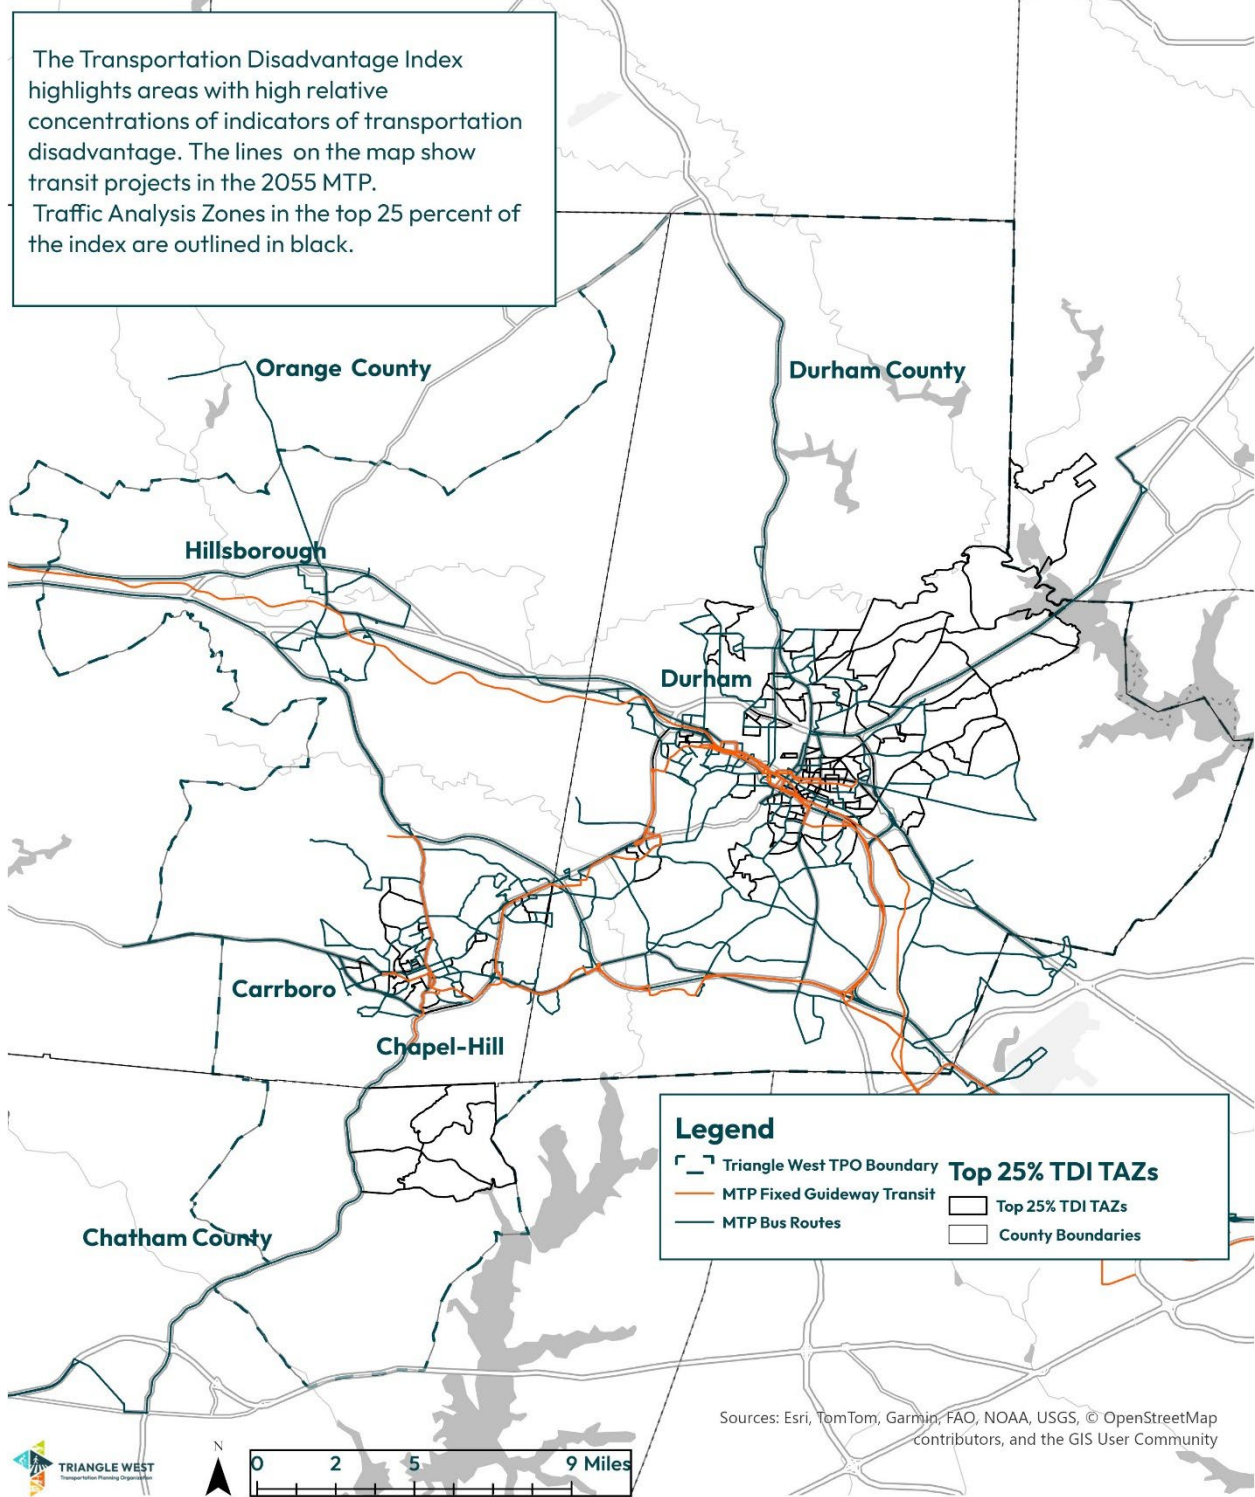 The Transportation Disadvantage Index
highlights areas with high relative
concentrations of indicators of transportation
disadvantage. The lines on the map show
transit projects in the 2055 MTP.
Traffic Analysis Zones in the top 25 percent of
the index are outlined in black.
Orange County
Durham County
Hillsborough
Durham
Carrboro
Chapel-Hill
Chatham County
Legend
Triangle West TPO Boundary
MTP Fixed Guideway Transit
MTP Bus Routes
Top 25% TDI TAZs
Top 25% TDI TAZs
County Boundaries
Sources: Esri, TomTom, Garmin, FAO, NOAA, USGS, © OpenStreetMap
contributors, and the GIS User Community
TRIANGLE WEST
Transportation Planning Organization
N
0 2 5 9 Miles